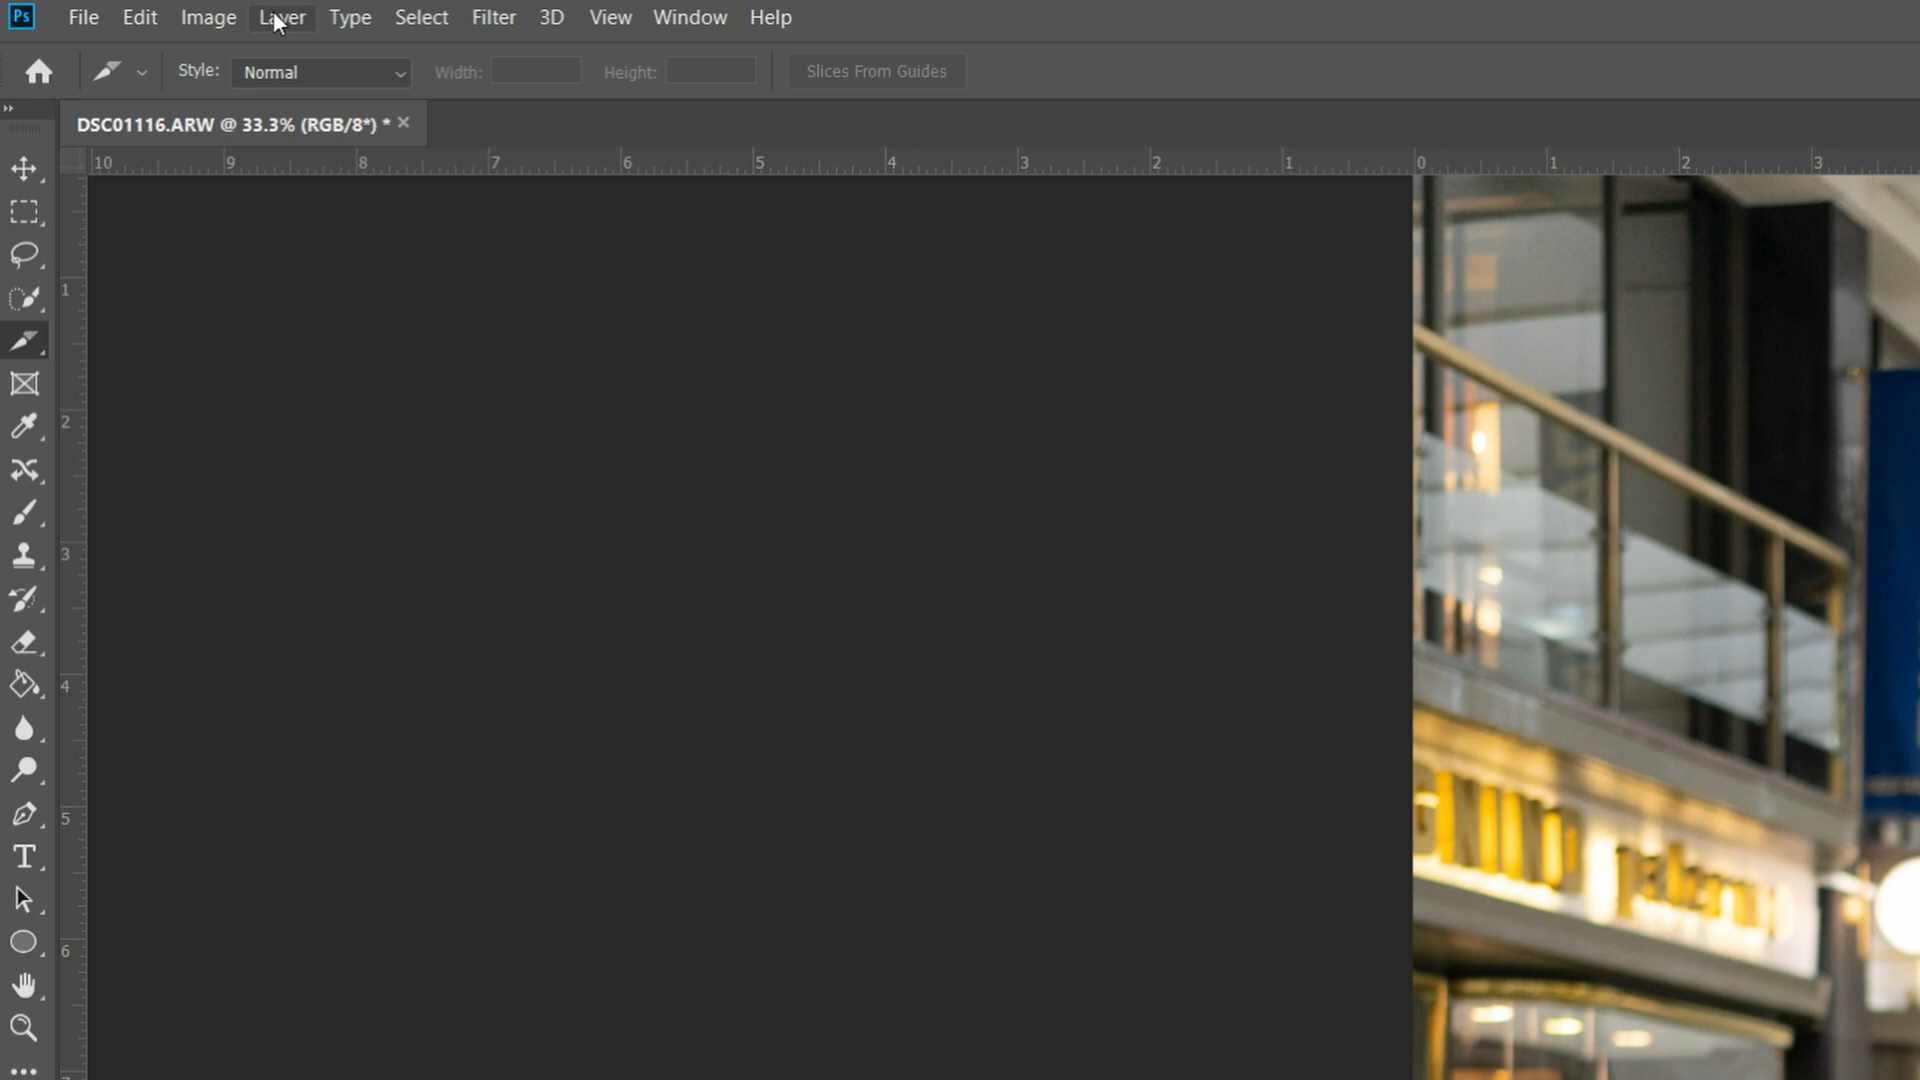 Ps File Edit Image Layer Type Select Filter 3D View Window Help
Style: Normal Width: Height: Slices From Guides
DSC01116.ARW @ 33.3% (RGB/8*) * ×
10 9 8 7 6 5 4 3 2 1 0 1 2 3
1
2
3
4
5
6